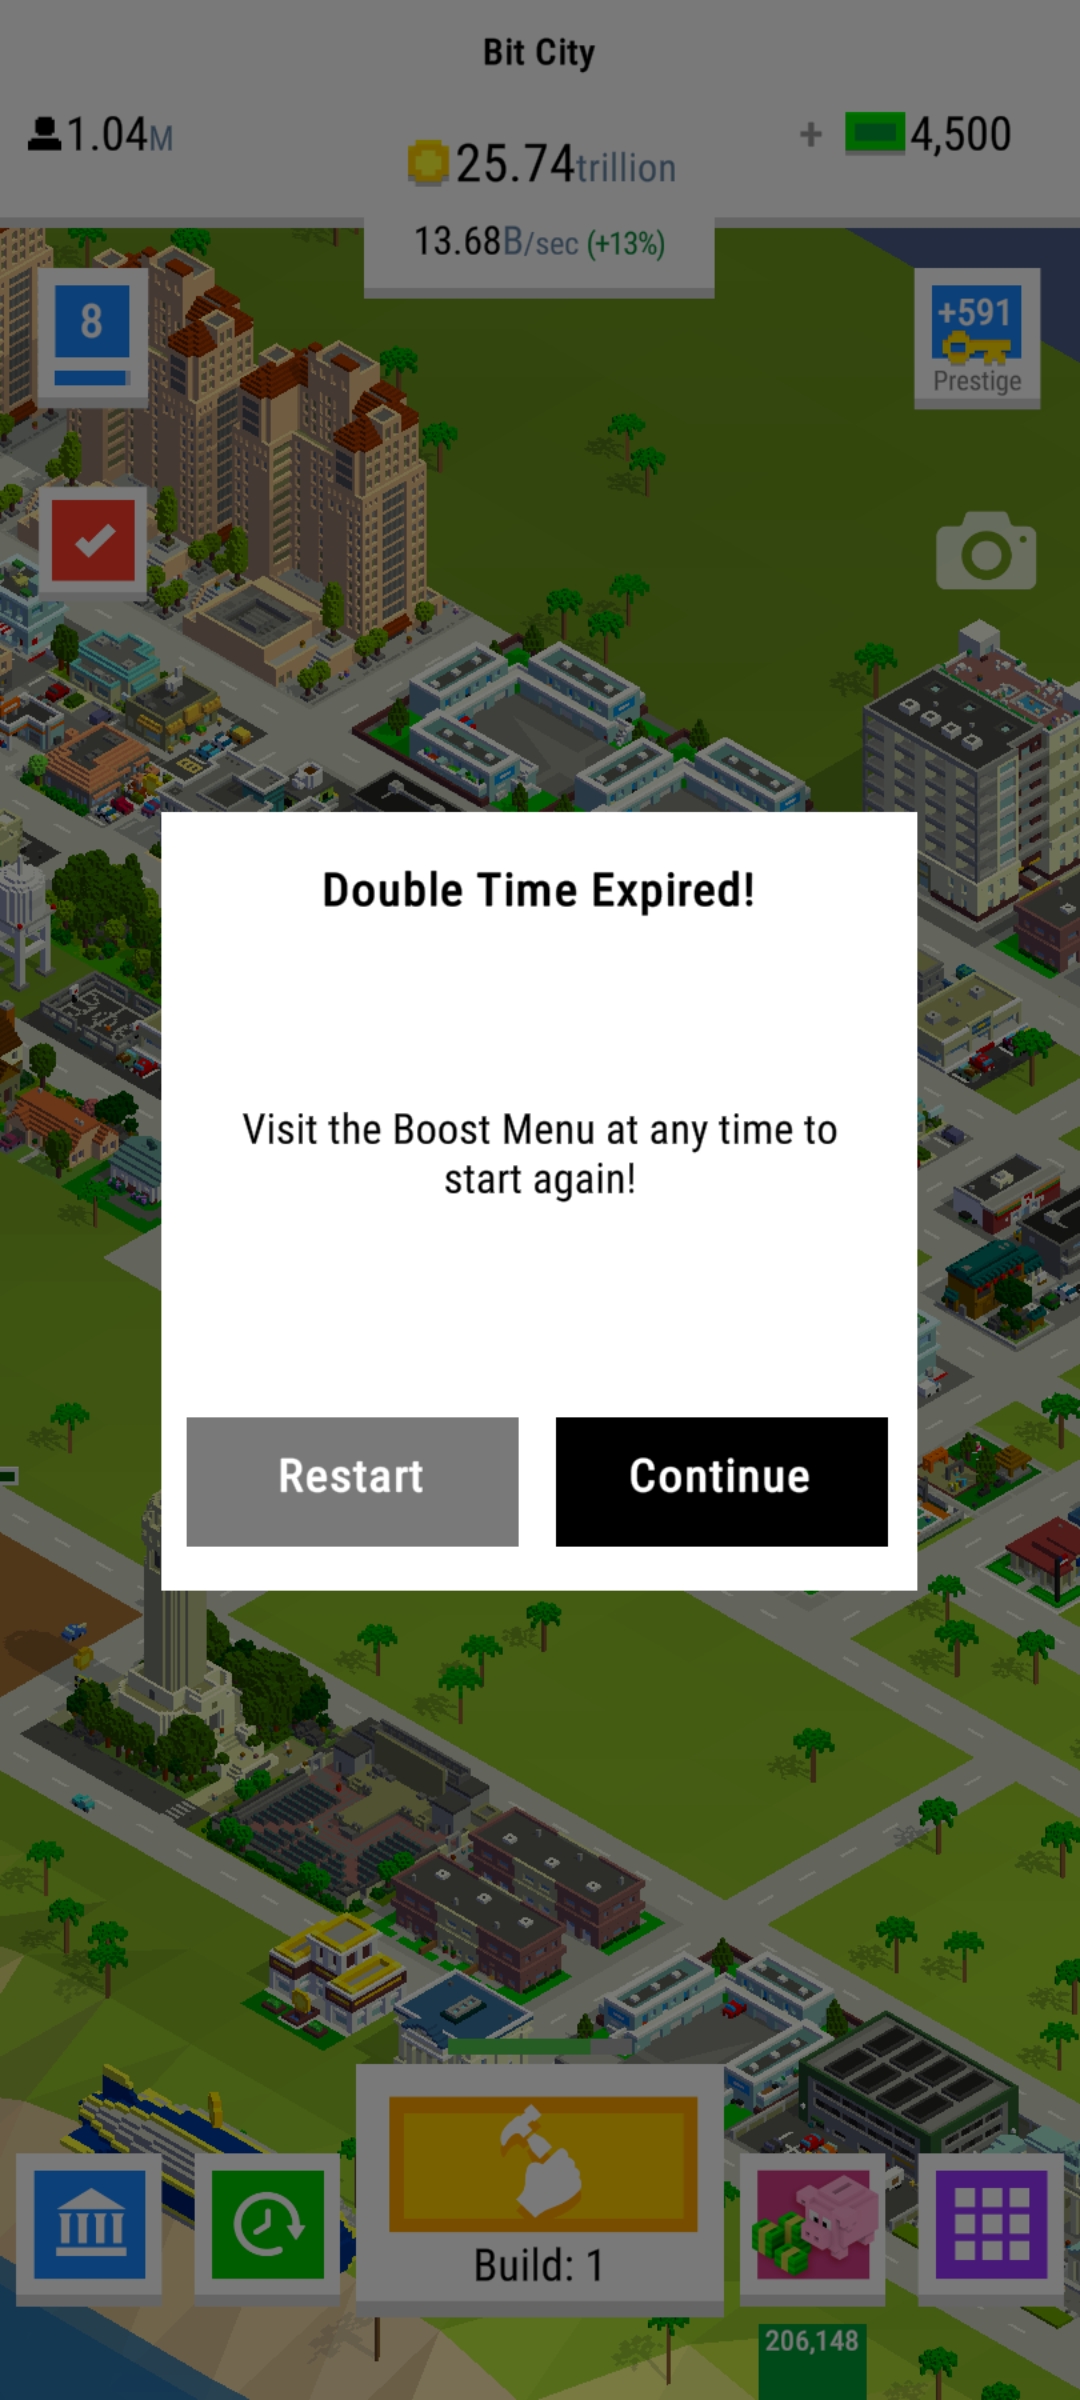 Bit City
1.04M
25.74trillion
+ 4,500
13.68B/sec (+13%)
8
+591
Prestige
Double Time Expired!
Visit the Boost Menu at any time to
start again!
Restart
Continue
Build: 1
206,148